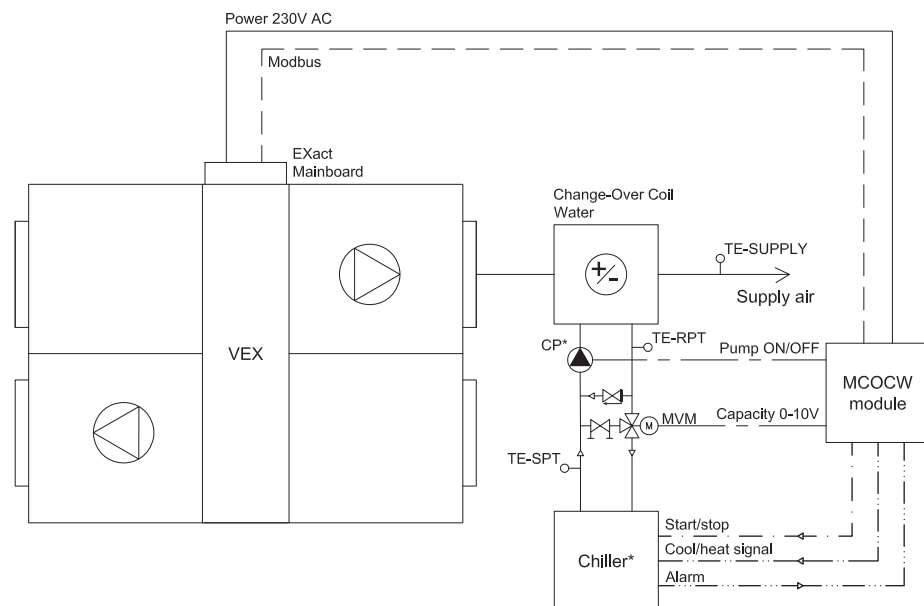 Power 230V AC
Modbus
EXact
Mainboard
Change-Over Coil
Water
TE-SUPPLY
Supply air
+/-
VEX
CP*
TE-RPT
Pump ON/OFF
MCOCW
module
M
MVM
Capacity 0-10V
TE-SPT
Start/stop
Chiller*
Cool/heat signal
Alarm